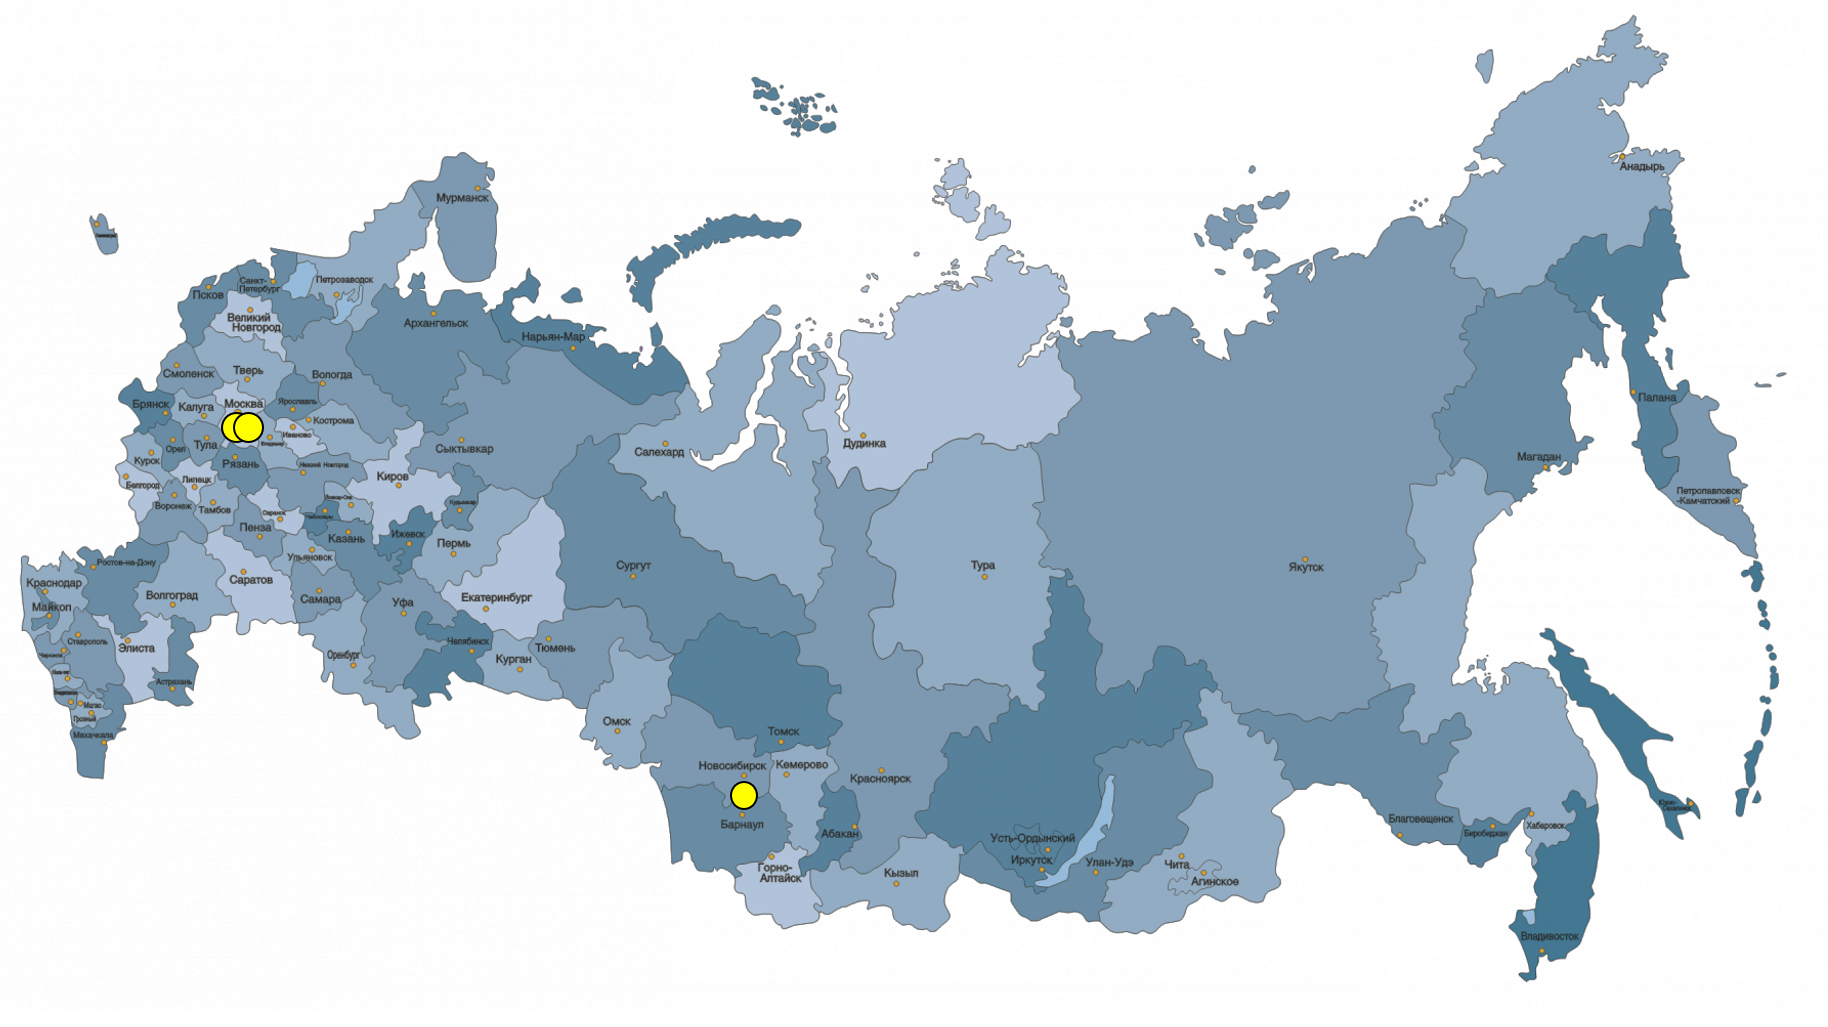 Анадырь
Мурманск
Санкт-
Петербург
Петрозаводск
Псков
Великий
Новгород
Архангельск
Нарьян-Мар
Смоленск
Тверь
Вологда
Брянск
Калуга
Москва
Ярославль
Кострома
Палана
Иваново
Владимир
Орел
Тула
Сыктывкар
Салехард
Дудинка
Курск
Рязань
Нижний Новгород
Магадан
Белгород
Липецк
Киров
Петропавловск
-Камчатский
Воронеж
Тамбов
Саранск
Йошкар-Ола
Чебоксары
Кудымкар
Пенза
Казань
Ижевск
Пермь
Ульяновск
Ростов-на-Дону
Сургут
Тура
Якутск
Краснодар
Саратов
Майкоп
Волгоград
Самара
Уфа
Екатеринбург
Ставрополь
Элиста
Челябинск
Тюмень
Оренбург
Курган
Астрахань
Магас
Грозный
Махачкала
Омск
Томск
Новосибирск
Кемерово
Красноярск
Барнаул
Абакан
Усть-Ордынский
Иркутск
Улан-Удэ
Чита
Агинское
Благовещенск
Биробиджан
Хабаровск
Южно-
Сахалинск
Горно-
Алтайск
Кызыл
Владивосток